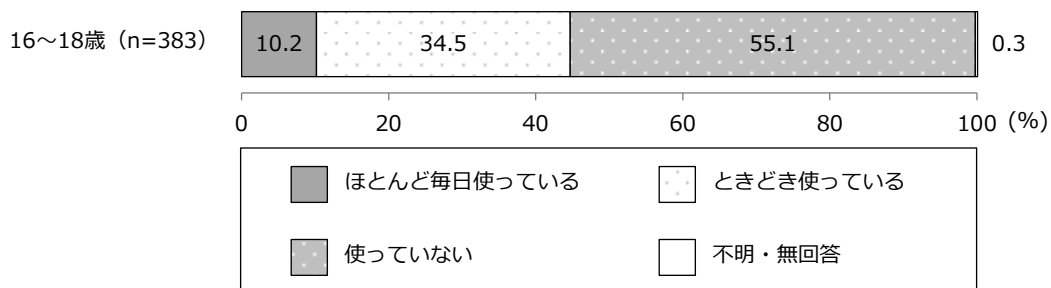 16～18歳（n=383） 10.2 34.5 55.1 0.3
0 20 40 60 80 100 (%)
ほとんど毎日使っている ときどき使っている
使っていない 不明・無回答